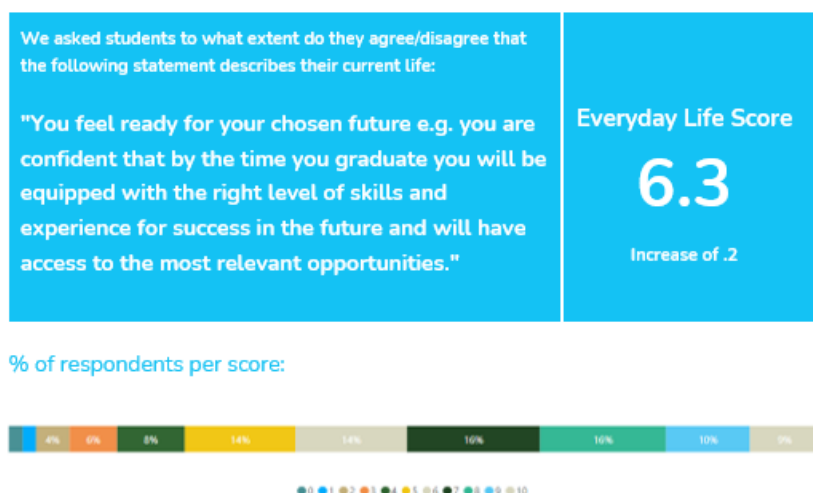 We asked students to what extent do they agree/disagree that
the following statement describes their current life:
"You feel ready for your chosen future e.g. you are
confident that by the time you graduate you will be
equipped with the right level of skills and
experience for success in the future and will have
access to the most relevant opportunities."
Everyday Life Score
6.3
Increase of .2
% of respondents per score:
4% 6% 8% 14% 14% 16% 16% 10% 9%
0 1 2 3 4 5 6 7 8 9 10